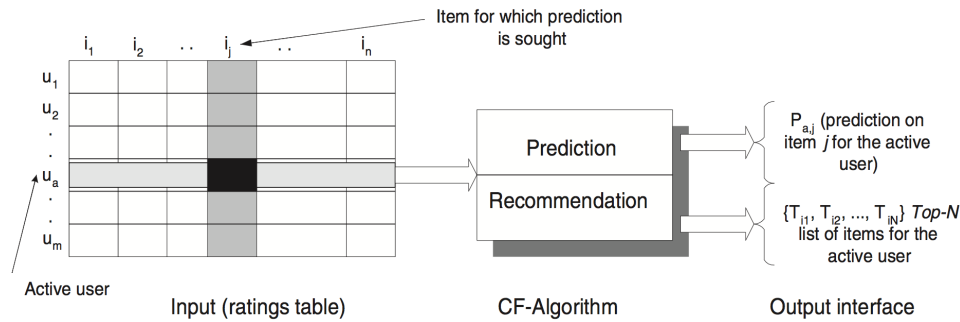 Item for which prediction
is sought
i1 i2 . . ij . . in
u1
u2
.
.
ua
.
.
um
Active user
Input (ratings table)
Prediction
Recommendation
CF-Algorithm
Pa,j (prediction on
item j for the active
user)
{Ti1, Ti2, ..., TiN} Top-N
list of items for the
active user
Output interface